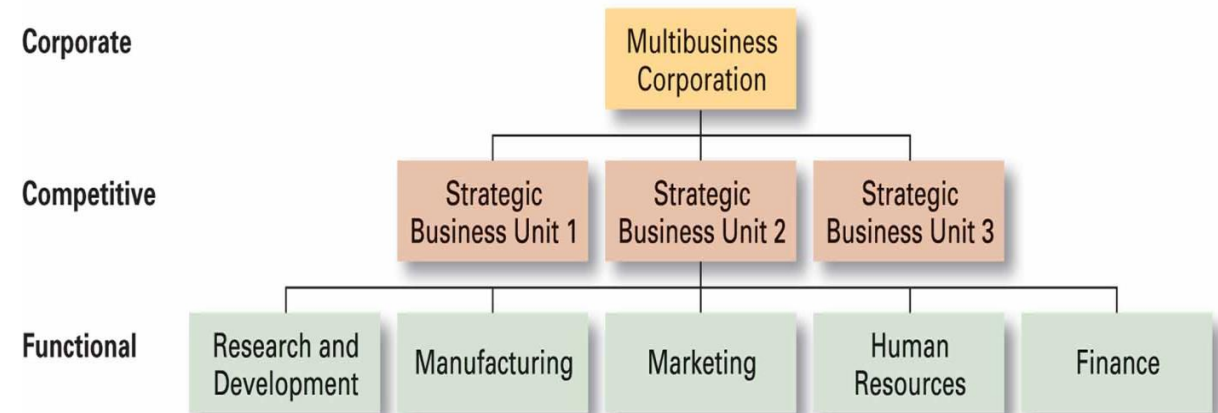 Corporate
Multibusiness
Corporation
Competitive
Strategic
Business Unit 1
Strategic
Business Unit 2
Strategic
Business Unit 3
Functional
Research and
Development
Manufacturing
Marketing
Human
Resources
Finance